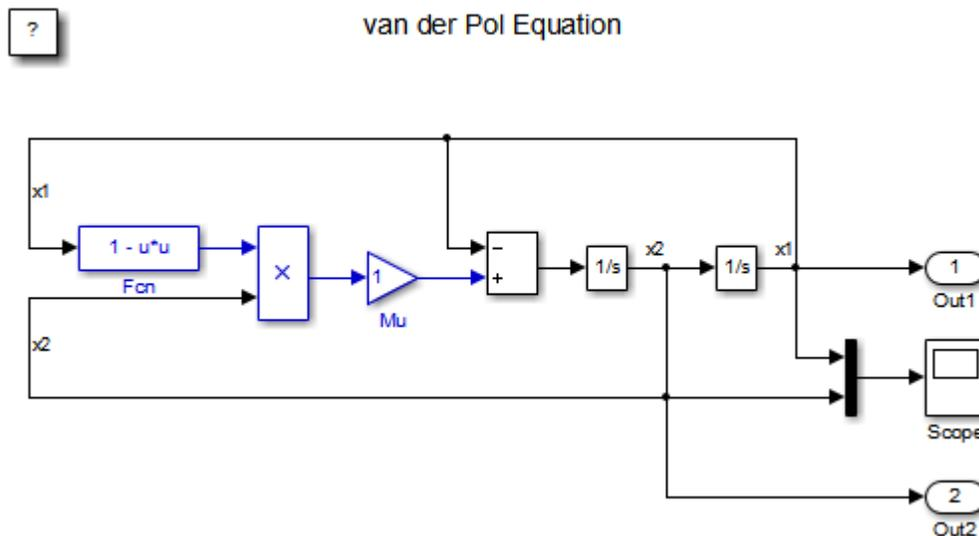 ?
van der Pol Equation
x1
1 - u*u
Fcn
×
1
Mu
−
+
1/s
x2
1/s
x1
1
Out1
x2
Scope
2
Out2